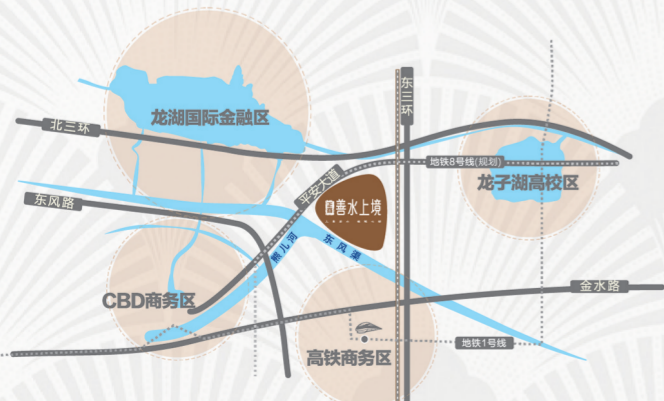 东三环
龙湖国际金融区
北三环
地铁8号线(规划)
龙子湖高校区
平安大道
东风路
善水上境
熊儿河
东风渠
金水路
CBD商务区
地铁1号线
高铁商务区